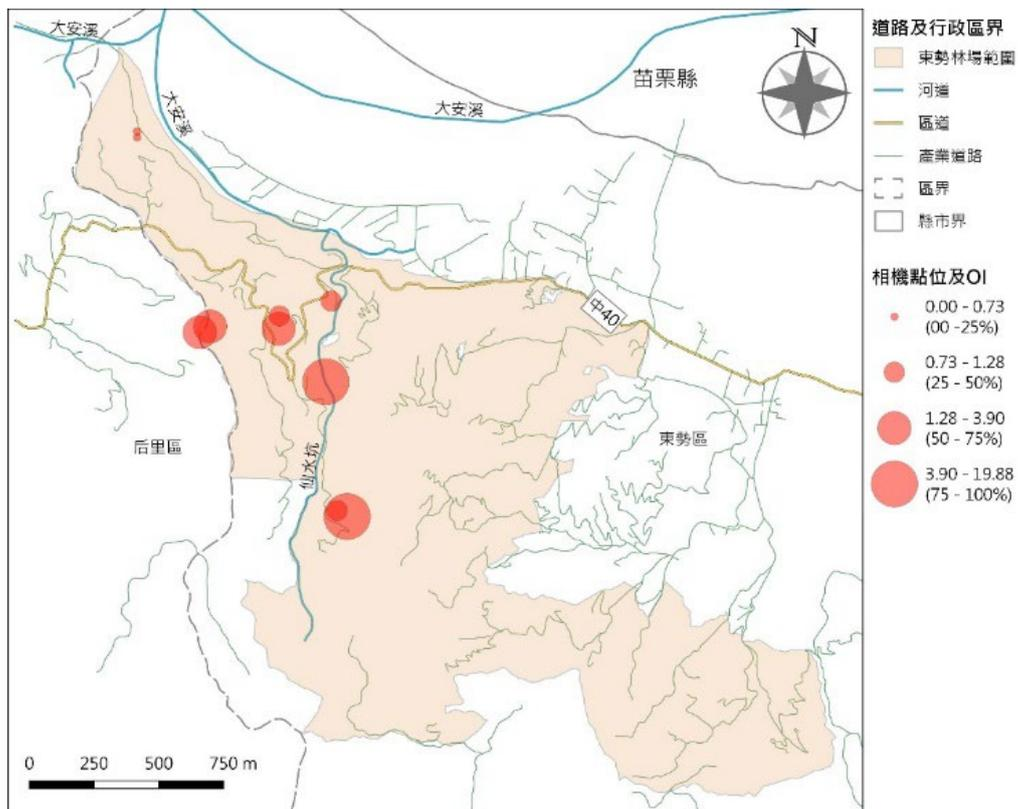 大安溪
大安溪
大安溪
苗栗縣
N
中40
后里區
東勢區
仙水坑
0 250 500 750 m
道路及行政區界
東勢林場範圍
河道
區道
產業道路
區界
縣市界
相機點位及OI
0.00 - 0.73
(00 -25%)
0.73 - 1.28
(25 - 50%)
1.28 - 3.90
(50 - 75%)
3.90 - 19.88
(75 - 100%)